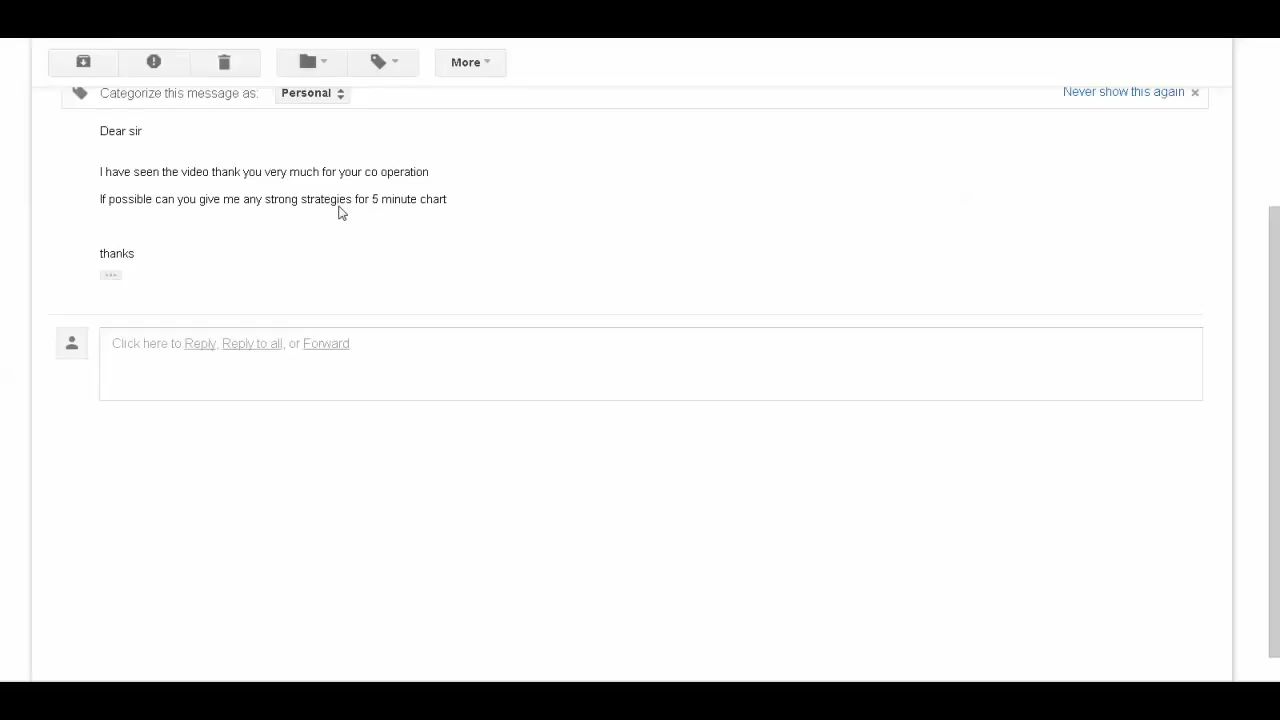 More
Categorize this message as: Personal Never show this again ×
Dear sir
I have seen the video thank you very much for your co operation
If possible can you give me any strong strategies for 5 minute chart
thanks
Click here to Reply, Reply to all, or Forward